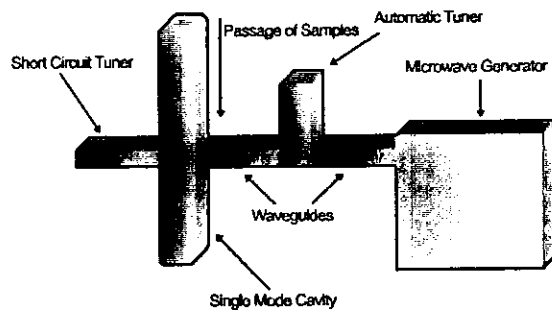 Automatic Tuner
Passage of Samples
Short Circuit Tuner
Microwave Generator
Waveguides
Single Mode Cavity